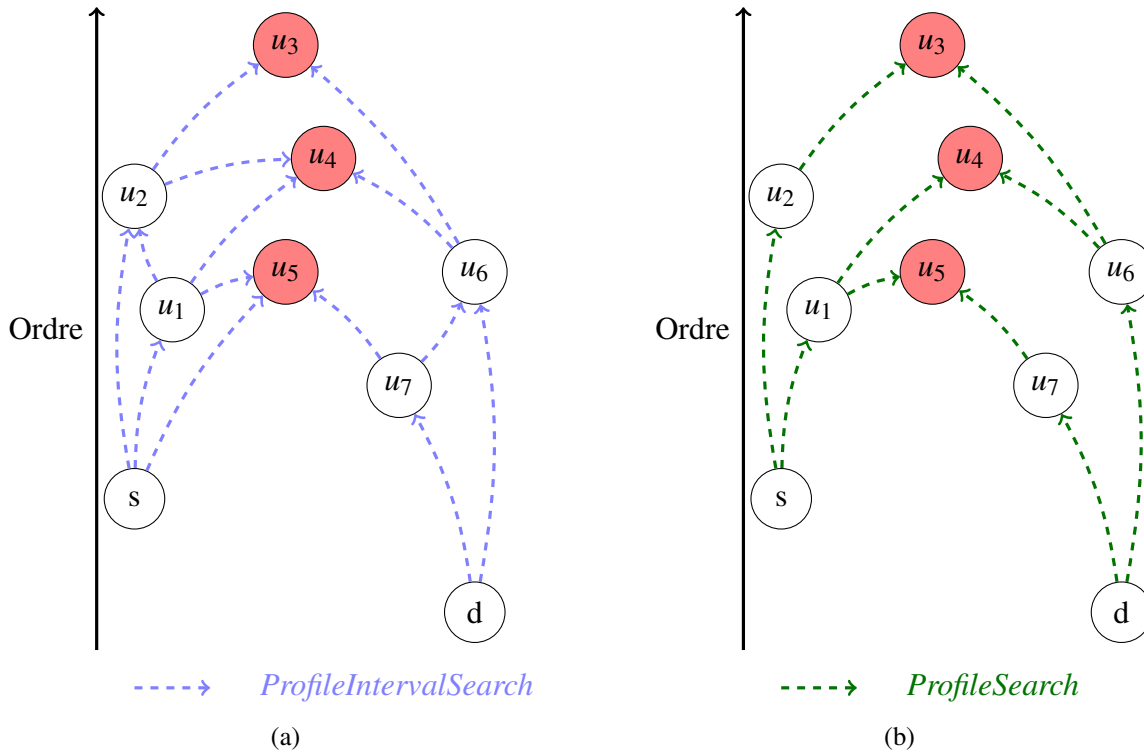 u3
u4
u2
u5
u6
u1
Ordre
u7
s
d
ProfileIntervalSearch
(a)
u3
u4
u2
u5
u6
u1
Ordre
u7
s
d
ProfileSearch
(b)